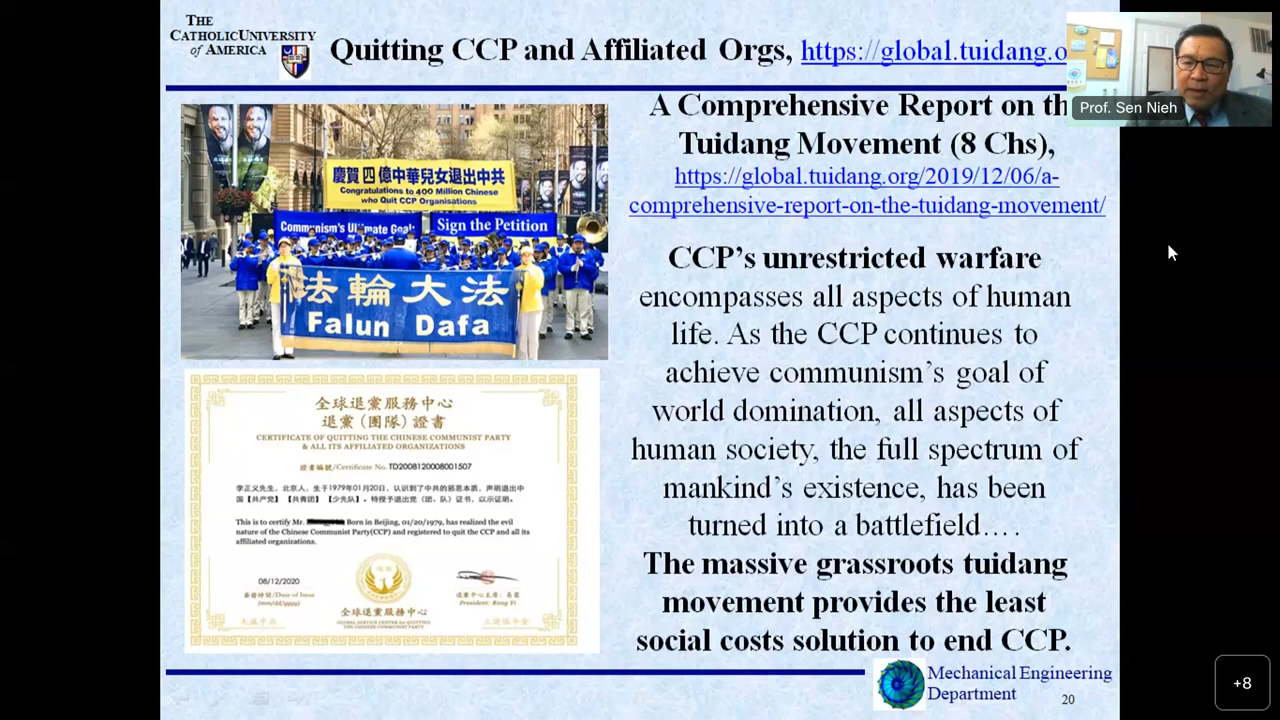 THE
CATHOLIC UNIVERSITY
of AMERICA
Quitting CCP and Affiliated Orgs, https://global.tuidang.o
Prof. Sen Nieh
A Comprehensive Report on th
Tuidang Movement (8 Chs),
https://global.tuidang.org/2019/12/06/a-
comprehensive-report-on-the-tuidang-movement/
慶賀四億中華兒女退出中共
Congratulations to 400 Million Chinese
who Quit CCP Organisations
Communism's Ultimate Goal:
Sign the Petition
法輪大法
Falun Dafa
CCP's unrestricted warfare
encompasses all aspects of human
life. As the CCP continues to
achieve communism's goal of
world domination, all aspects of
human society, the full spectrum of
mankind's existence, has been
turned into a battlefield….
The massive grassroots tuidang
movement provides the least
social costs solution to end CCP.
全球退黨服務中心
退黨(團隊)證書
CERTIFICATE OF QUITTING THE CHINESE COMMUNIST PARTY
& ALL ITS AFFILIATED ORGANIZATIONS
證書編號/Certificate No. TD2008120008001507
李正义先生，北京人，生于1979年01月20日，认识到了中共的邪恶本质，声明退出中
国【共产党】【共青团】【少先队】。特授予退出党（团、队）证书，以示证明。
This is to certify Mr. Born in Beijing, 01/20/1979, has realized the evil
nature of the Chinese Communist Party(CCP) and registered to quit the CCP and all its
affiliated organizations.
08/12/2020
/Date of Issue
(mm/dd/yyyy)
President: Rong Yi
全球退黨服務中心
GLOBAL SERVICE CENTER for QUITTING
THE CHINESE COMMUNIST PARTY
天滅中共
Mechanical Engineering
Department
20
+8